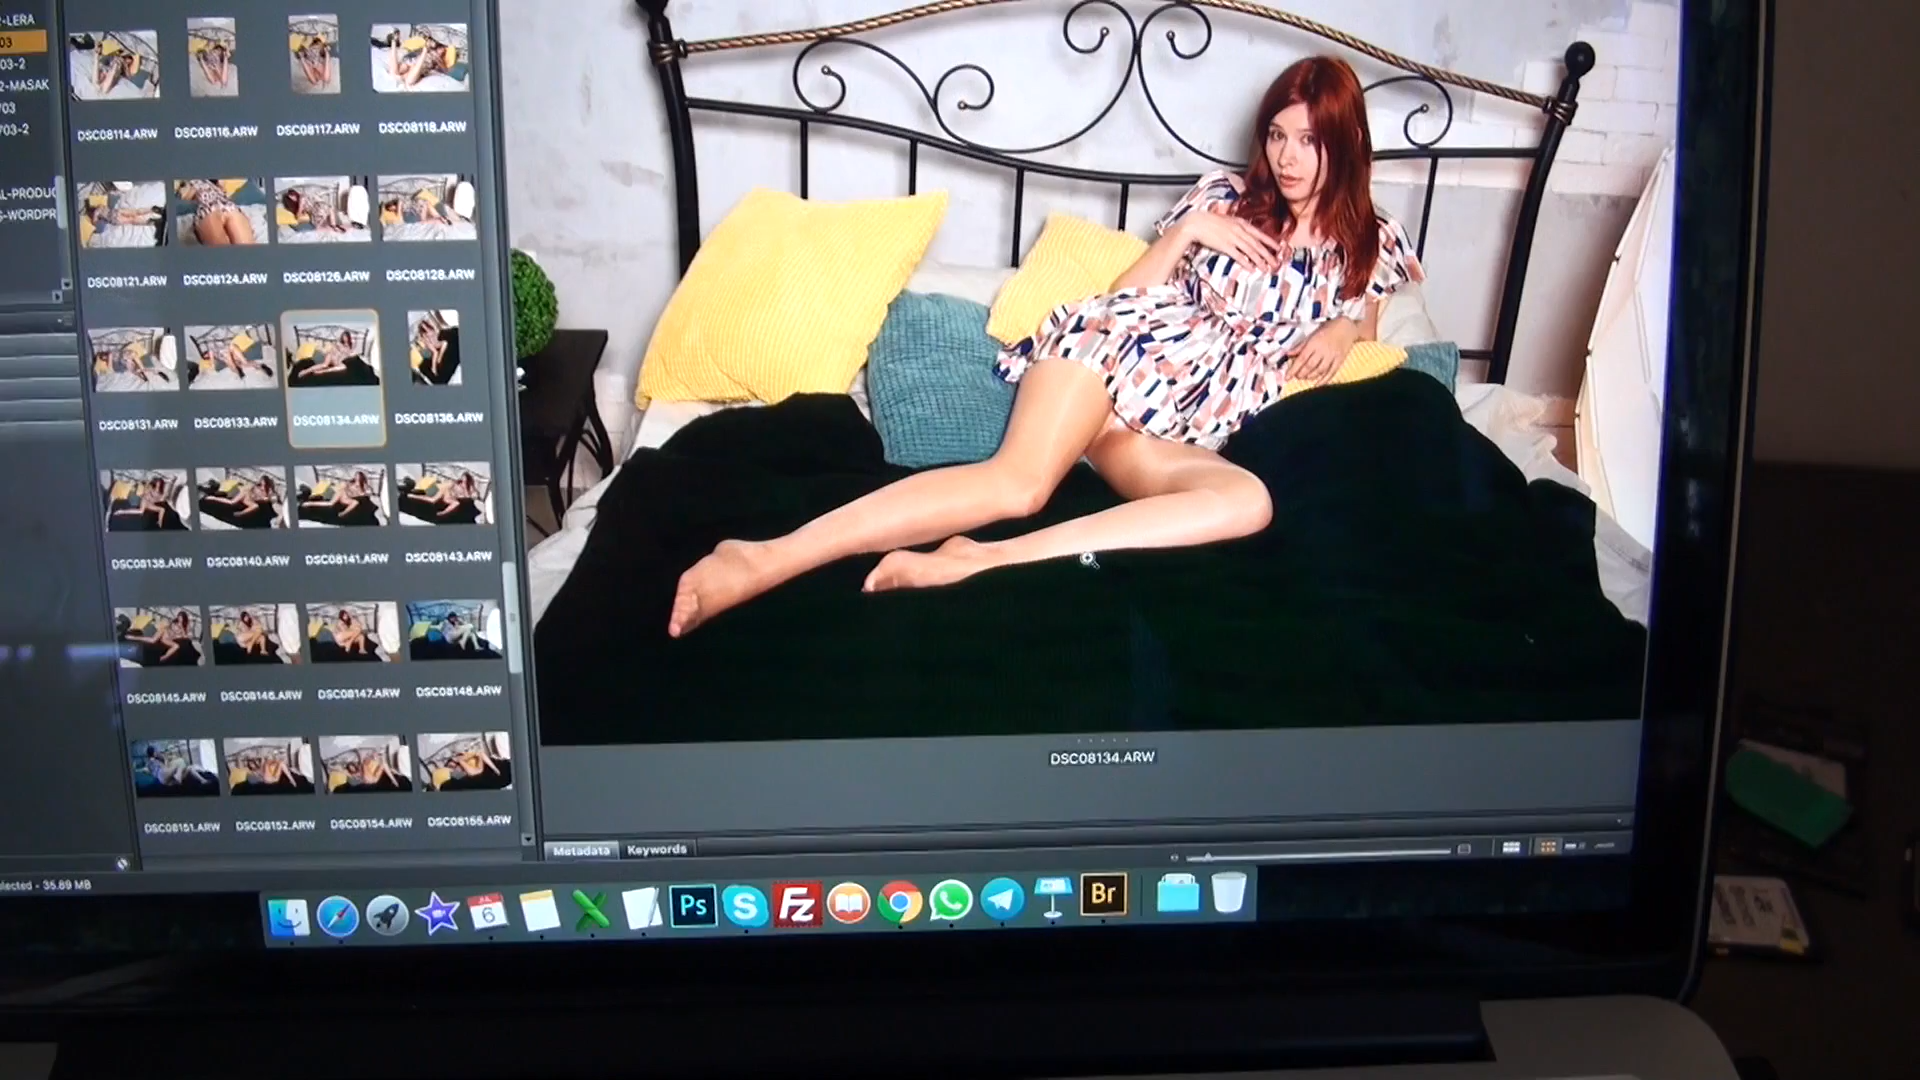 -LERA
03
03-2
2-MASAK
/03
/03-2
AL-PRODUC
S-WORDPR
DSC08114.ARW DSC08116.ARW DSC08117.ARW DSC08118.ARW
DSC08121.ARW DSC08124.ARW DSC08126.ARW DSC08128.ARW
DSC08131.ARW DSC08133.ARW DSC08134.ARW DSC08136.ARW
DSC08138.ARW DSC08140.ARW DSC08141.ARW DSC08143.ARW
DSC08145.ARW DSC08146.ARW DSC08147.ARW DSC08148.ARW
DSC08151.ARW DSC08152.ARW DSC08154.ARW DSC08155.ARW
DSC08134.ARW
Metadata Keywords
elected - 35.89 MB
6
Ps
S
Fz
Br